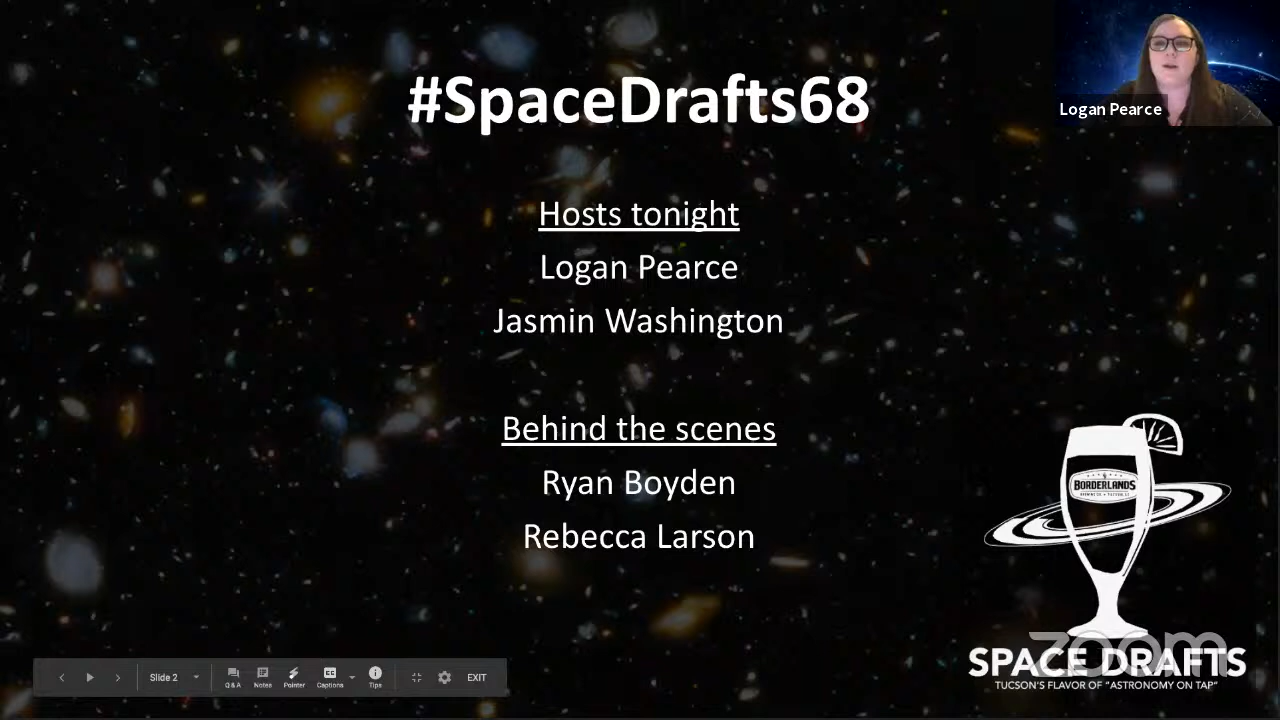 #SpaceDrafts68
Logan Pearce
Hosts tonight
Logan Pearce
Jasmin Washington
Behind the scenes
Ryan Boyden
Rebecca Larson
BORDERLANDS
zoom
SPACE DRAFTS
TUCSON'S FLAVOR OF "ASTRONOMY ON TAP"
Slide 2
Q & A
Notes
Pointer
Captions
Tips
EXIT